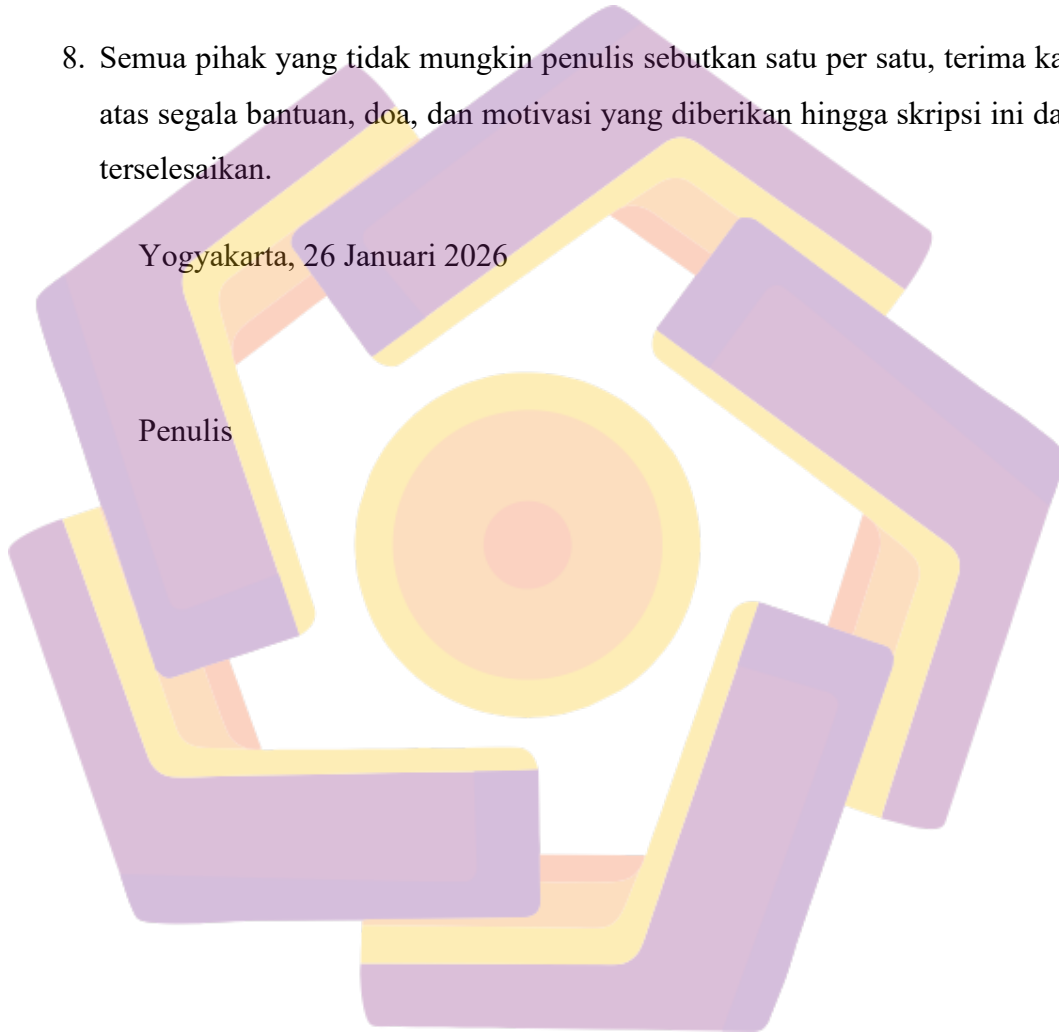 8. Semua pihak yang tidak mungkin penulis sebutkan satu per satu, terima ka
atas segala bantuan, doa, dan motivasi yang diberikan hingga skripsi ini da
terselesaikan.
Yogyakarta, 26 Januari 2026
Penulis